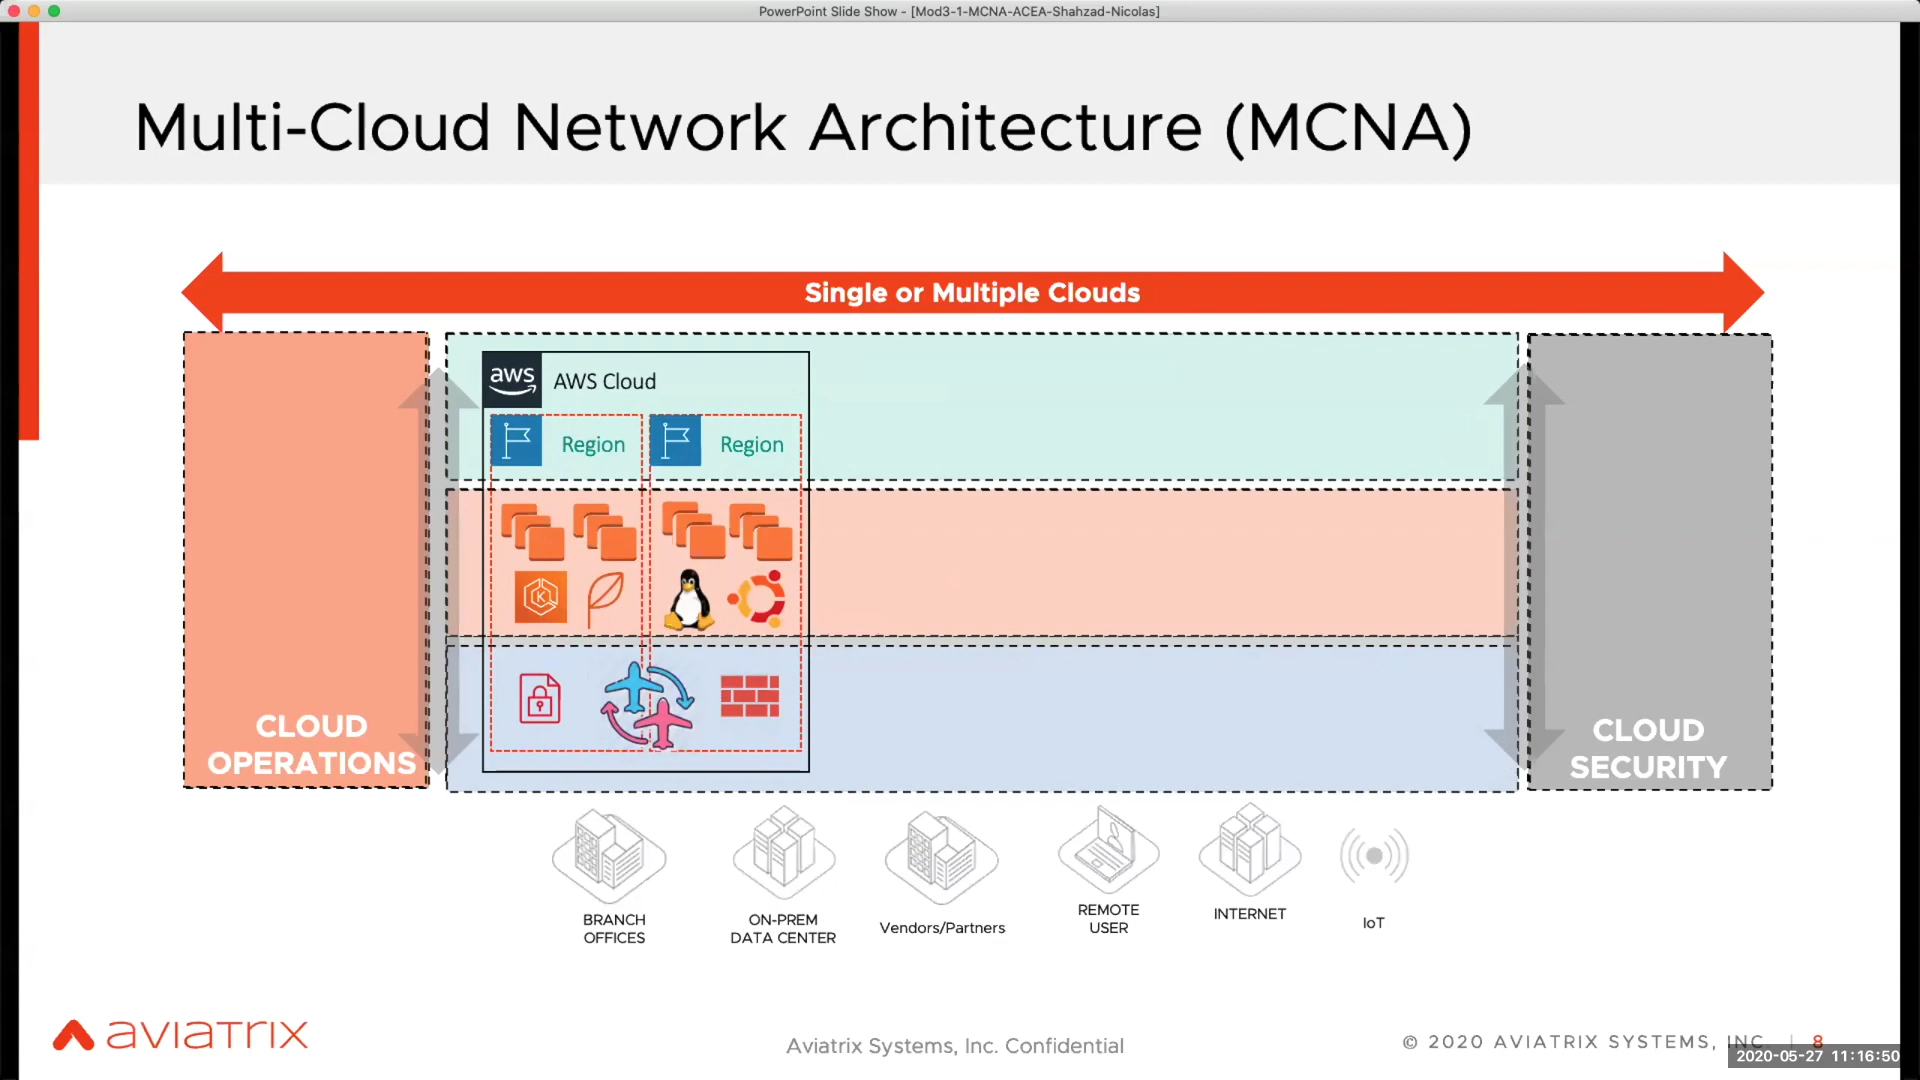 PowerPoint Slide Show - [Mod3-1-MCNA-ACEA-Shahzad-Nicolas]
Multi-Cloud Network Architecture (MCNA)
Single or Multiple Clouds
aws
AWS Cloud
Region
Region
K
CLOUD
OPERATIONS
CLOUD
SECURITY
BRANCH
OFFICES
ON-PREM
DATA CENTER
Vendors/Partners
REMOTE
USER
INTERNET
IoT
aviatrix
Aviatrix Systems, Inc. Confidential
© 2020 AVIATRIX SYSTEMS, INC. | 8
2020-05-27 11:16:50